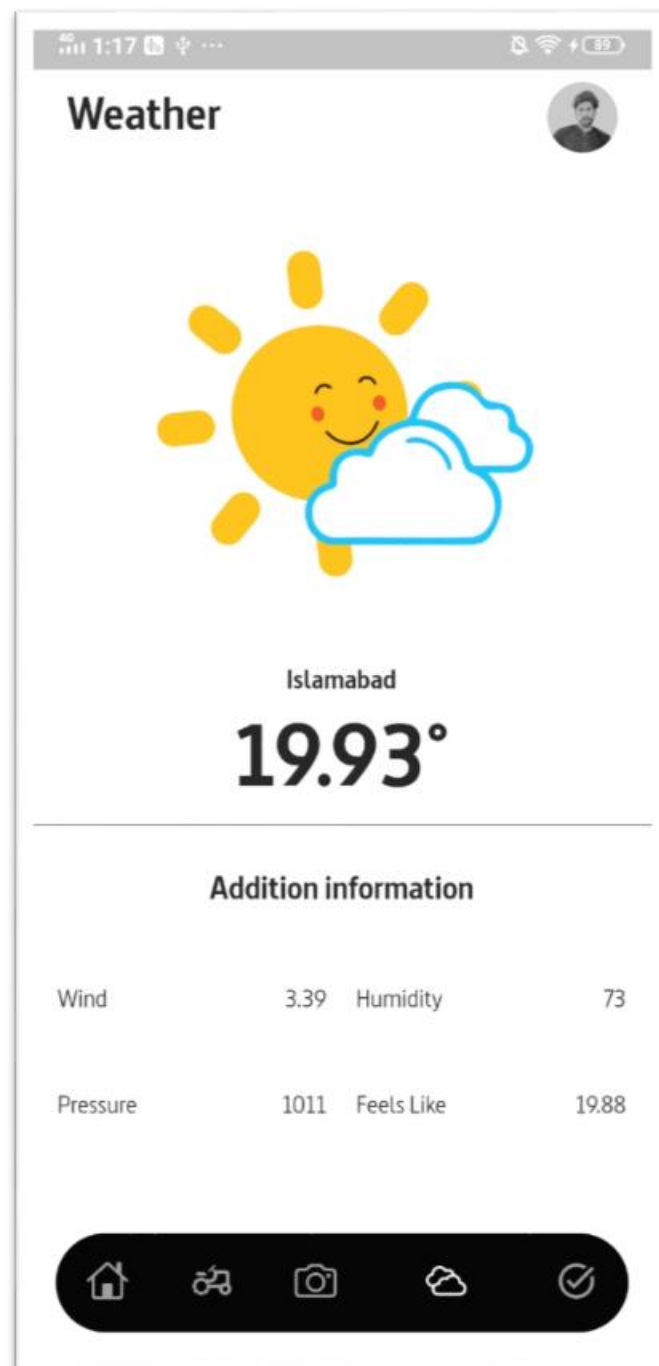 4G 1:17 ... 89
Weather
Islamabad
19.93°
Addition information
Wind 3.39 Humidity 73
Pressure 1011 Feels Like 19.88